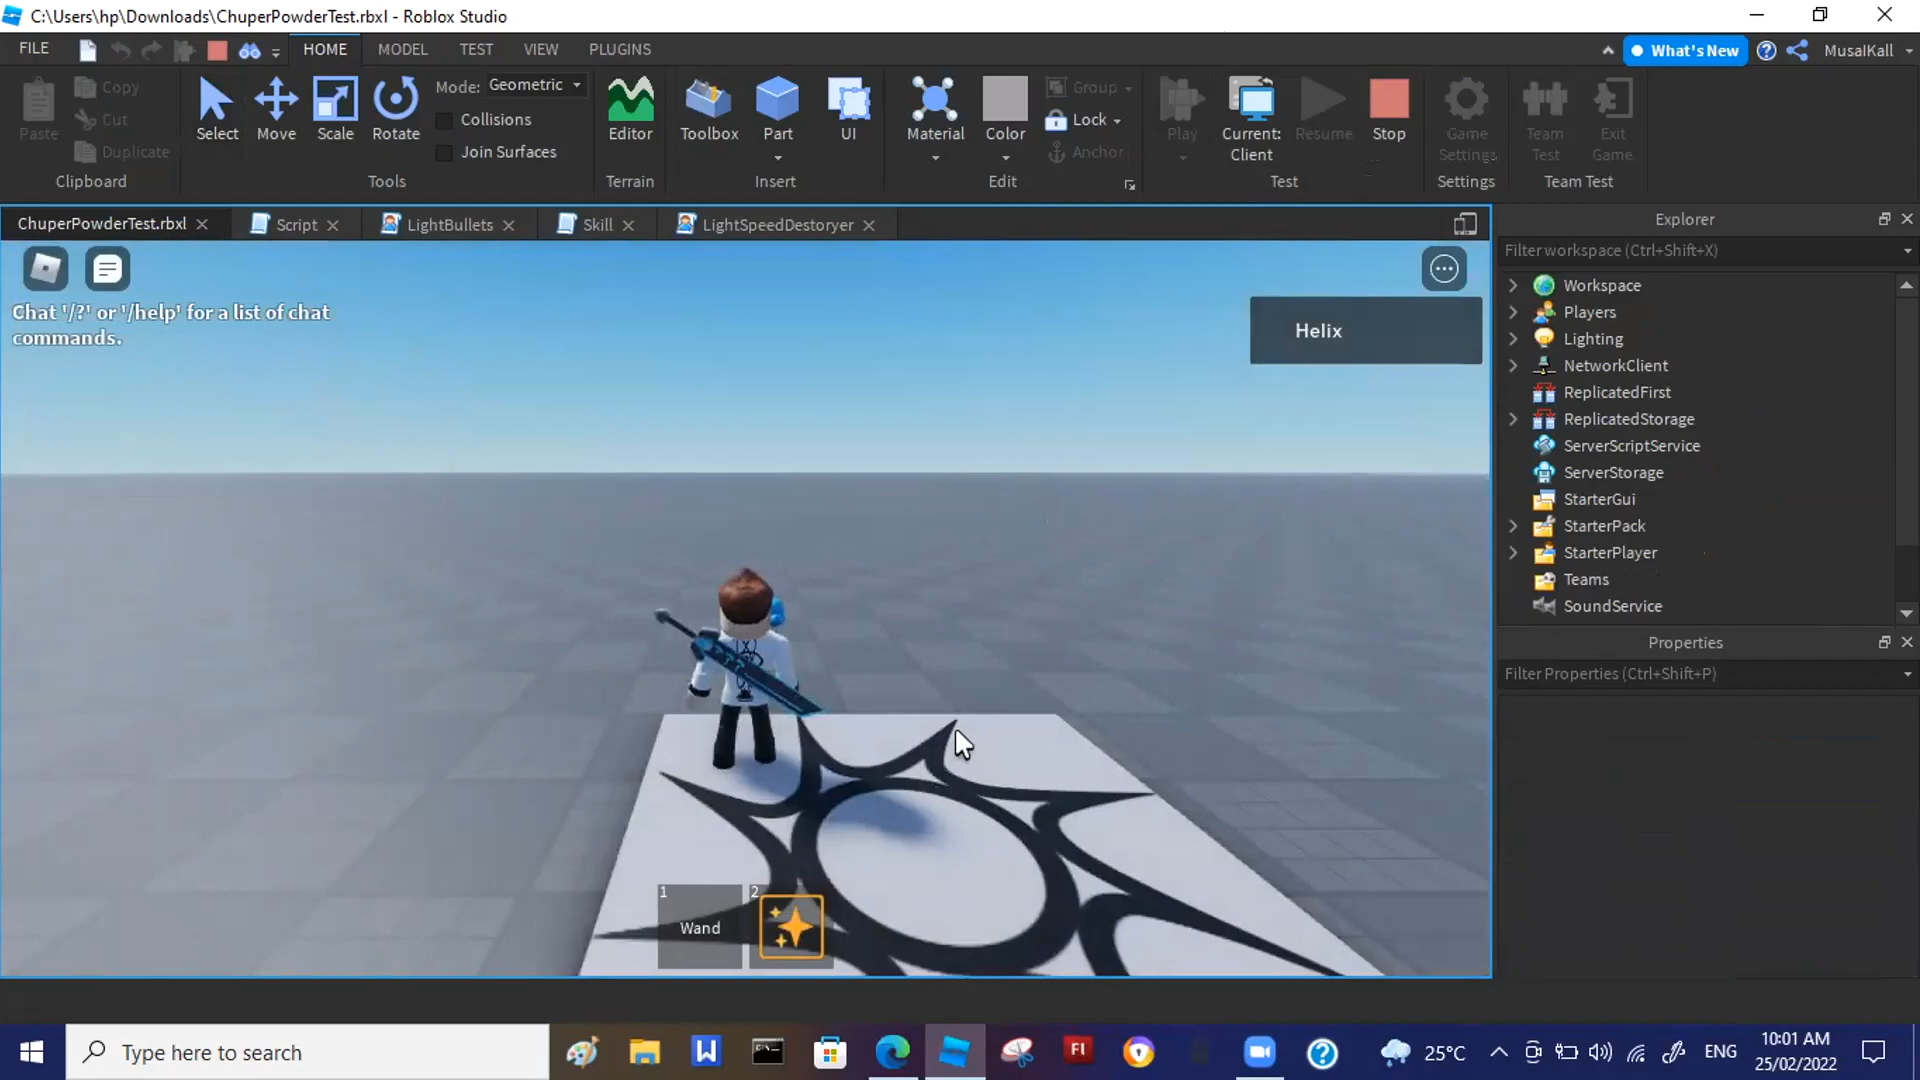 C:\Users\hp\Downloads\ChuperPowderTest.rbxl - Roblox Studio
FILE
HOME
MODEL
TEST
VIEW
PLUGINS
What's New
MusaIKall
Paste
Copy
Cut
Duplicate
Clipboard
Select
Move
Scale
Rotate
Mode: Geometric
Collisions
Join Surfaces
Tools
Editor
Terrain
Toolbox
Part
UI
Insert
Material
Color
Group
Lock
Anchor
Edit
Play
Current:
Client
Resume
Stop
Test
Game
Settings
Settings
Team
Test
Exit
Game
Team Test
ChuperPowderTest.rbxl
Script
LightBullets
Skill
LightSpeedDestoryer
Chat '/?' or '/help' for a list of chat
commands.
Helix
1
Wand
2
Explorer
Filter workspace (Ctrl+Shift+X)
Workspace
Players
Lighting
NetworkClient
ReplicatedFirst
ReplicatedStorage
ServerScriptService
ServerStorage
StarterGui
StarterPack
StarterPlayer
Teams
SoundService
Properties
Filter Properties (Ctrl+Shift+P)
Type here to search
W
Fl
25°C
ENG
10:01 AM
25/02/2022